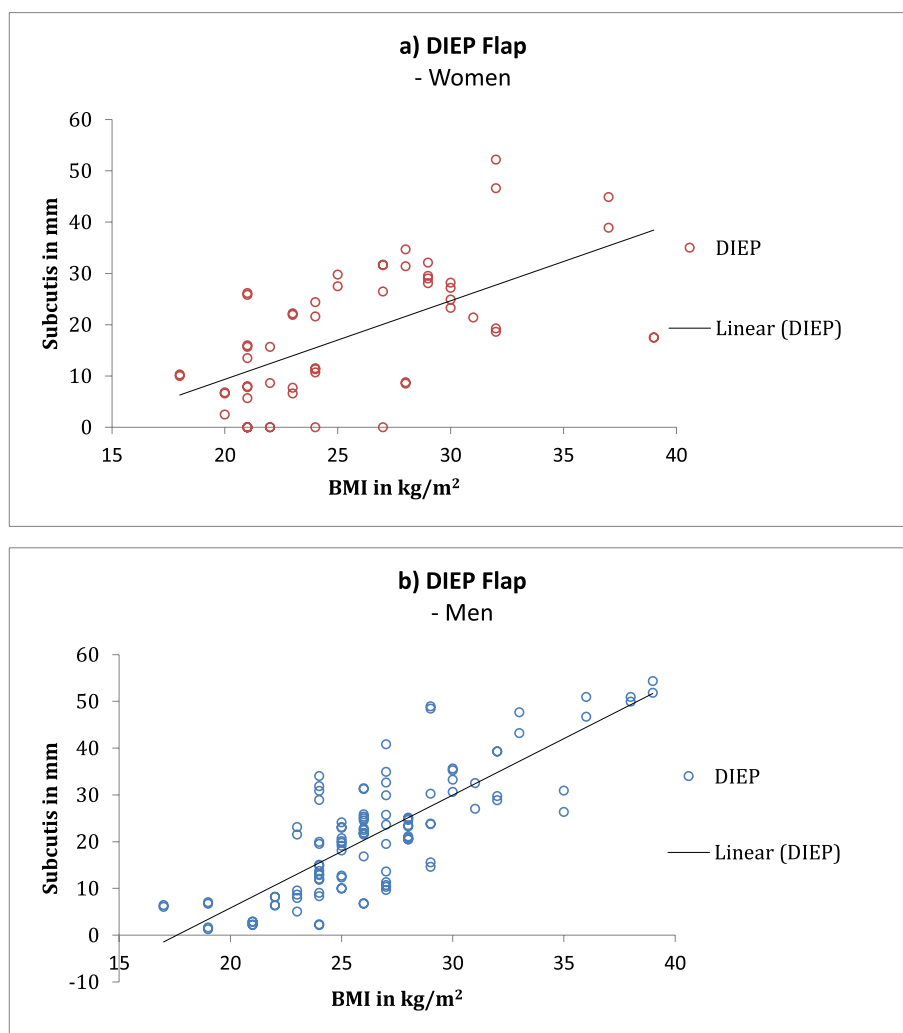 a) DIEP Flap
- Women
60
50
40
30
20
10
0
Subcutis in mm
15 20 25 30 35 40
BMI in kg/m²
DIEP
Linear (DIEP)
b) DIEP Flap
- Men
60
50
40
30
20
10
0
-10
Subcutis in mm
15 20 25 30 35 40
BMI in kg/m²
DIEP
Linear (DIEP)